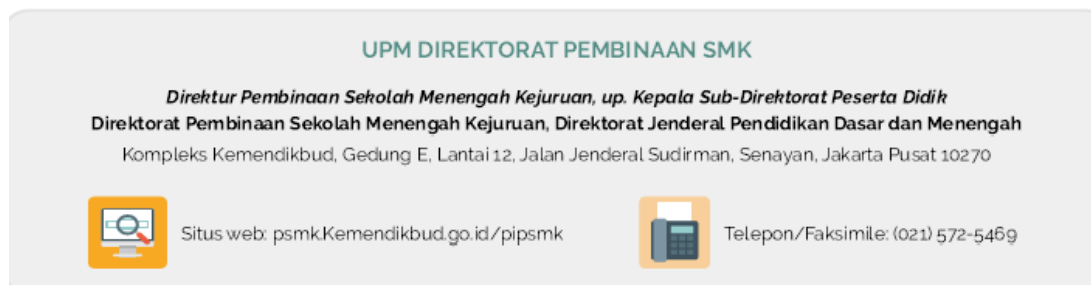 UPM DIREKTORAT PEMBINAAN SMK
Direktur Pembinaan Sekolah Menengah Kejuruan, up. Kepala Sub-Direktorat Peserta Didik
Direktorat Pembinaan Sekolah Menengah Kejuruan, Direktorat Jenderal Pendidikan Dasar dan Menengah
Kompleks Kemendikbud, Gedung E, Lantai 12, Jalan Jenderal Sudirman, Senayan, Jakarta Pusat 10270
Situs web: psmk.Kemendikbud.go.id/pipsmk
Telepon/Faksimile: (021) 572-5469